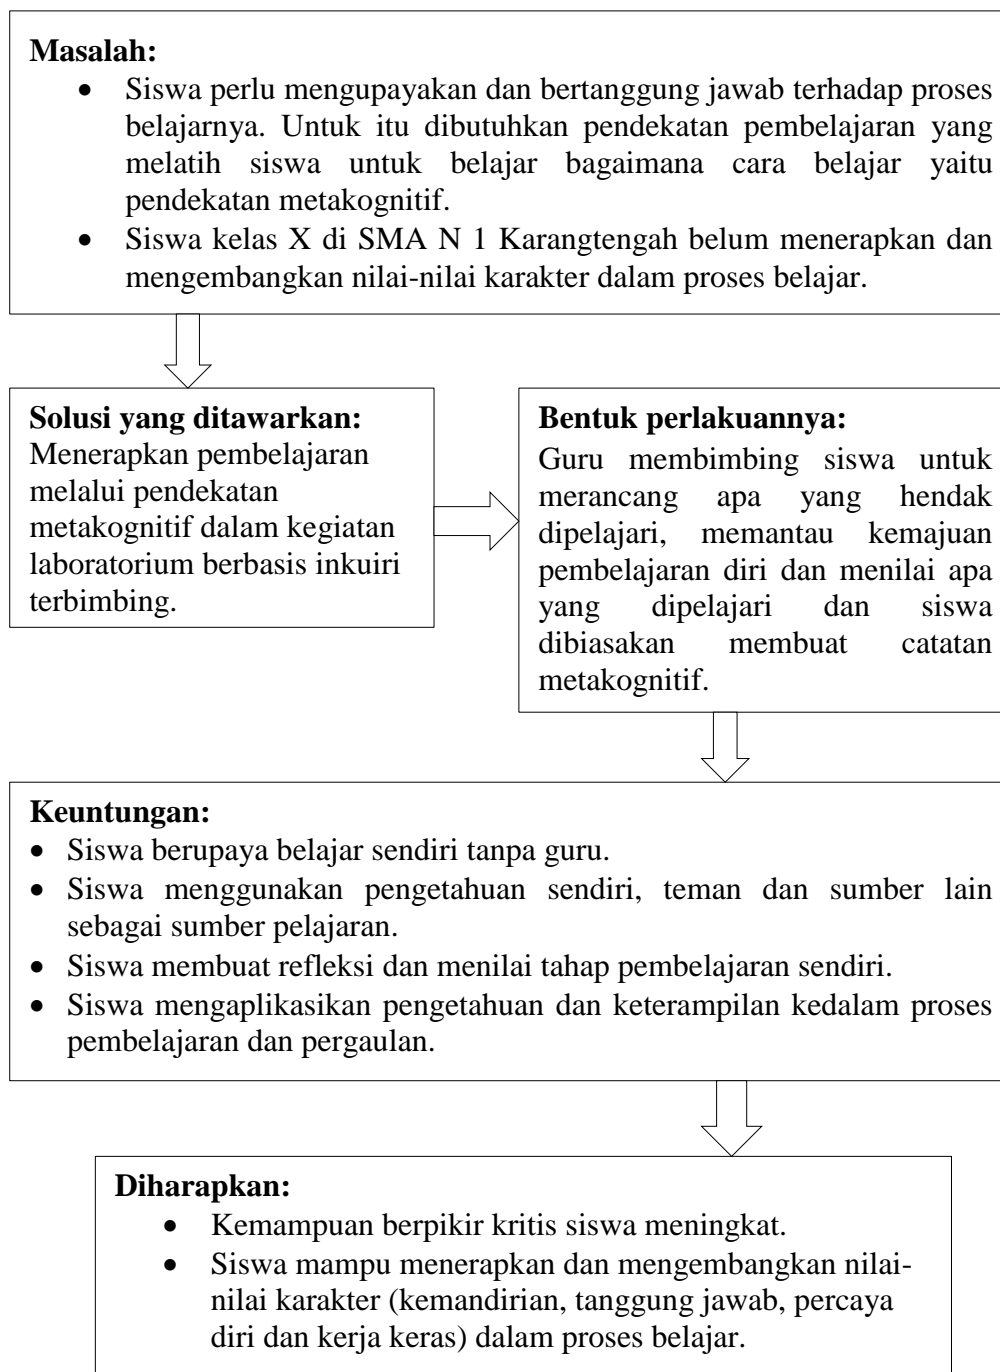 Masalah:
• Siswa perlu mengupayakan dan bertanggung jawab terhadap proses
belajarnya. Untuk itu dibutuhkan pendekatan pembelajaran yang
melatih siswa untuk belajar bagaimana cara belajar yaitu
pendekatan metakognitif.
• Siswa kelas X di SMA N 1 Karangtengah belum menerapkan dan
mengembangkan nilai-nilai karakter dalam proses belajar.
Solusi yang ditawarkan:
Menerapkan pembelajaran
melalui pendekatan
metakognitif dalam kegiatan
laboratorium berbasis inkuiri
terbimbing.
Bentuk perlakuannya:
Guru membimbing siswa untuk
merancang apa yang hendak
dipelajari, memantau kemajuan
pembelajaran diri dan menilai apa
yang dipelajari dan siswa
dibiasakan membuat catatan
metakognitif.
Keuntungan:
• Siswa berupaya belajar sendiri tanpa guru.
• Siswa menggunakan pengetahuan sendiri, teman dan sumber lain
sebagai sumber pelajaran.
• Siswa membuat refleksi dan menilai tahap pembelajaran sendiri.
• Siswa mengaplikasikan pengetahuan dan keterampilan kedalam proses
pembelajaran dan pergaulan.
Diharapkan:
• Kemampuan berpikir kritis siswa meningkat.
• Siswa mampu menerapkan dan mengembangkan nilai-
nilai karakter (kemandirian, tanggung jawab, percaya
diri dan kerja keras) dalam proses belajar.